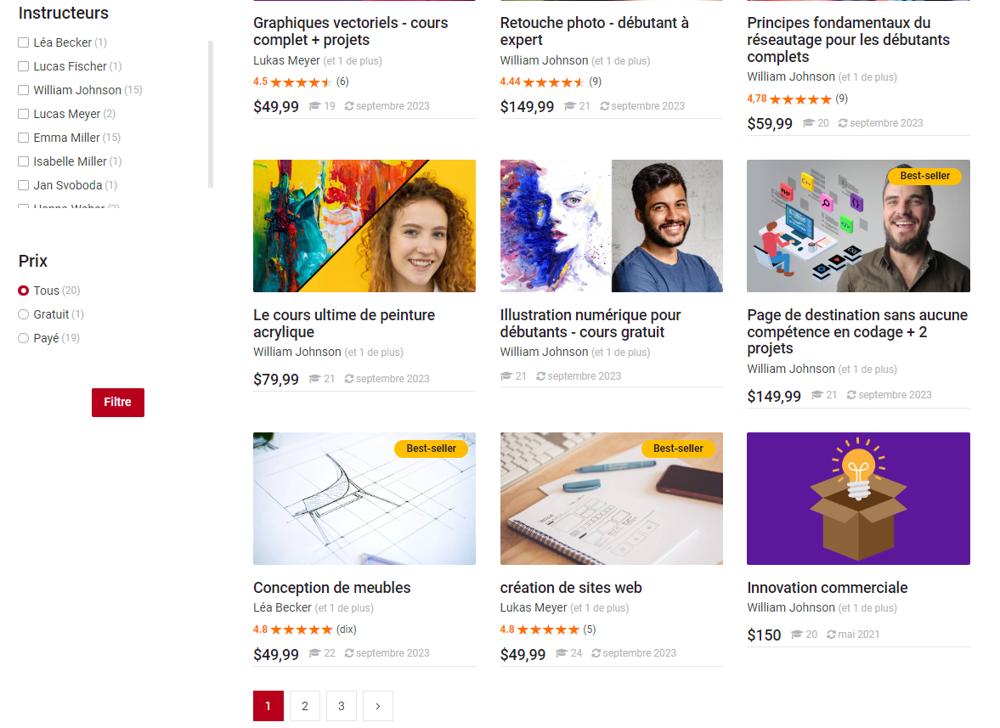 Instructeurs
Léa Becker (1)
Lucas Fischer (1)
William Johnson (15)
Lucas Meyer (2)
Emma Miller (15)
Isabelle Miller (1)
Jan Svoboda (1)
Prix
Tous (20)
Gratuit (1)
Payé (19)
Filtre
Graphiques vectoriels - cours
complet + projets
Lukas Meyer (et 1 de plus)
4.5 (6)
$49,99 19 septembre 2023
Retouche photo - débutant à
expert
William Johnson (et 1 de plus)
4.44 (9)
$149,99 21 septembre 2023
Principes fondamentaux du
réseautage pour les débutants
complets
William Johnson (et 1 de plus)
4,78 (9)
$59,99 20 septembre 2023
Le cours ultime de peinture
acrylique
William Johnson (et 1 de plus)
$79,99 21 septembre 2023
Illustration numérique pour
débutants - cours gratuit
William Johnson (et 1 de plus)
21 septembre 2023
Best-seller
C++
PHP
Page de destination sans aucune
compétence en codage + 2
projets
William Johnson (et 1 de plus)
$149,99 21 septembre 2023
Best-seller
Conception de meubles
Léa Becker (et 1 de plus)
4.8 (dix)
$49,99 22 septembre 2023
Best-seller
création de sites web
Lukas Meyer (et 1 de plus)
4.8 (5)
$49,99 24 septembre 2023
Innovation commerciale
William Johnson (et 1 de plus)
$150 20 mai 2021
1 2 3 >